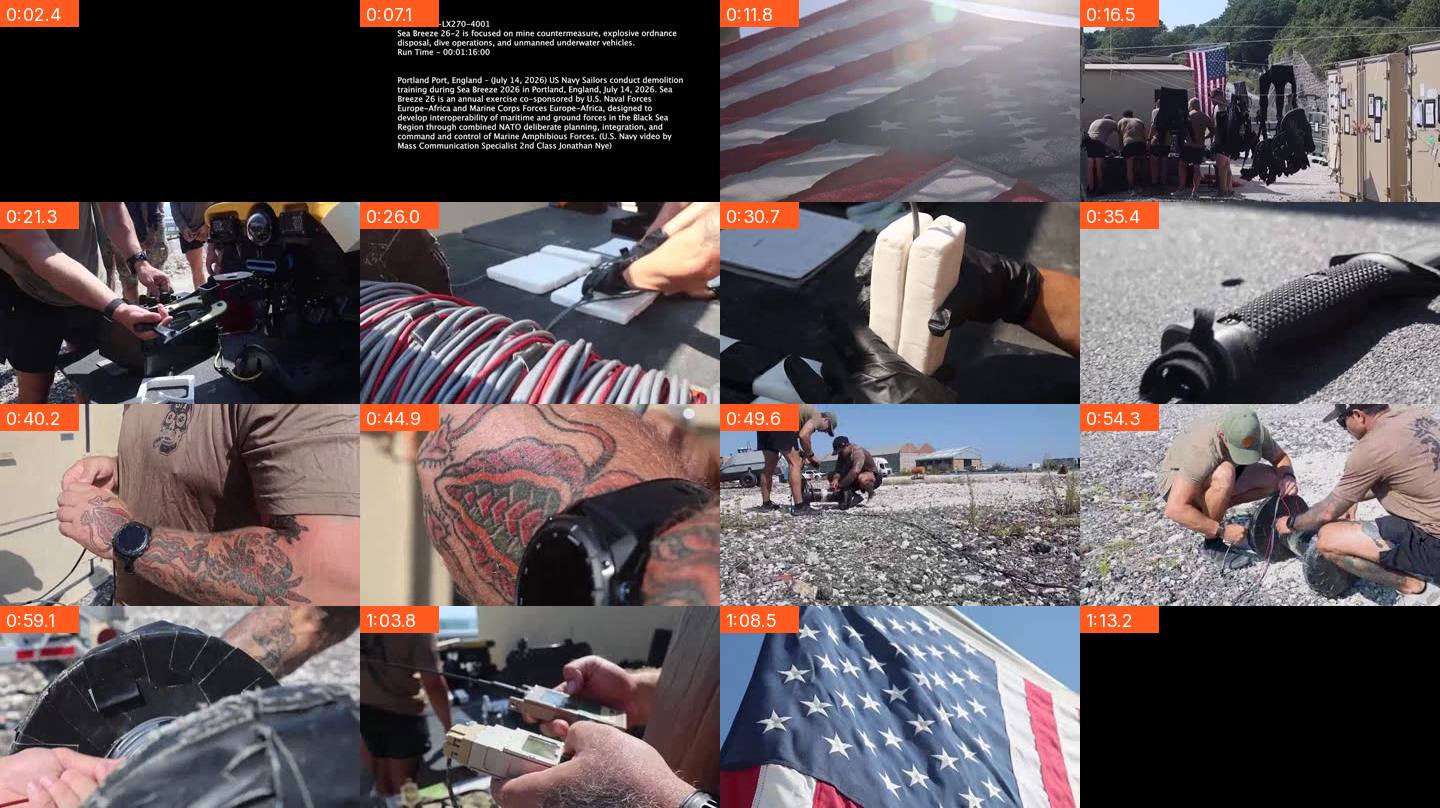 0:02.4
0:07.1
-LX270-4001
Sea Breeze 26-2 is focused on mine countermeasure, explosive ordnance
disposal, dive operations, and unmanned underwater vehicles.
Run Time - 00:01:16:00
Portland Port, England - (July 14, 2026) US Navy Sailors conduct demolition
training during Sea Breeze 2026 in Portland, England, July 14, 2026. Sea
Breeze 26 is an annual exercise co-sponsored by U.S. Naval Forces
Europe-Africa and Marine Corps Forces Europe-Africa, designed to
develop interoperability of maritime and ground forces in the Black Sea
Region through combined NATO deliberate planning, integration, and
command and control of Marine Amphibious Forces. (U.S. Navy video by
Mass Communication Specialist 2nd Class Jonathan Nye)
0:11.8
0:16.5
0:21.3
0:26.0
0:30.7
0:35.4
0:40.2
0:44.9
0:49.6
0:54.3
0:59.1
1:03.8
1:08.5
1:13.2